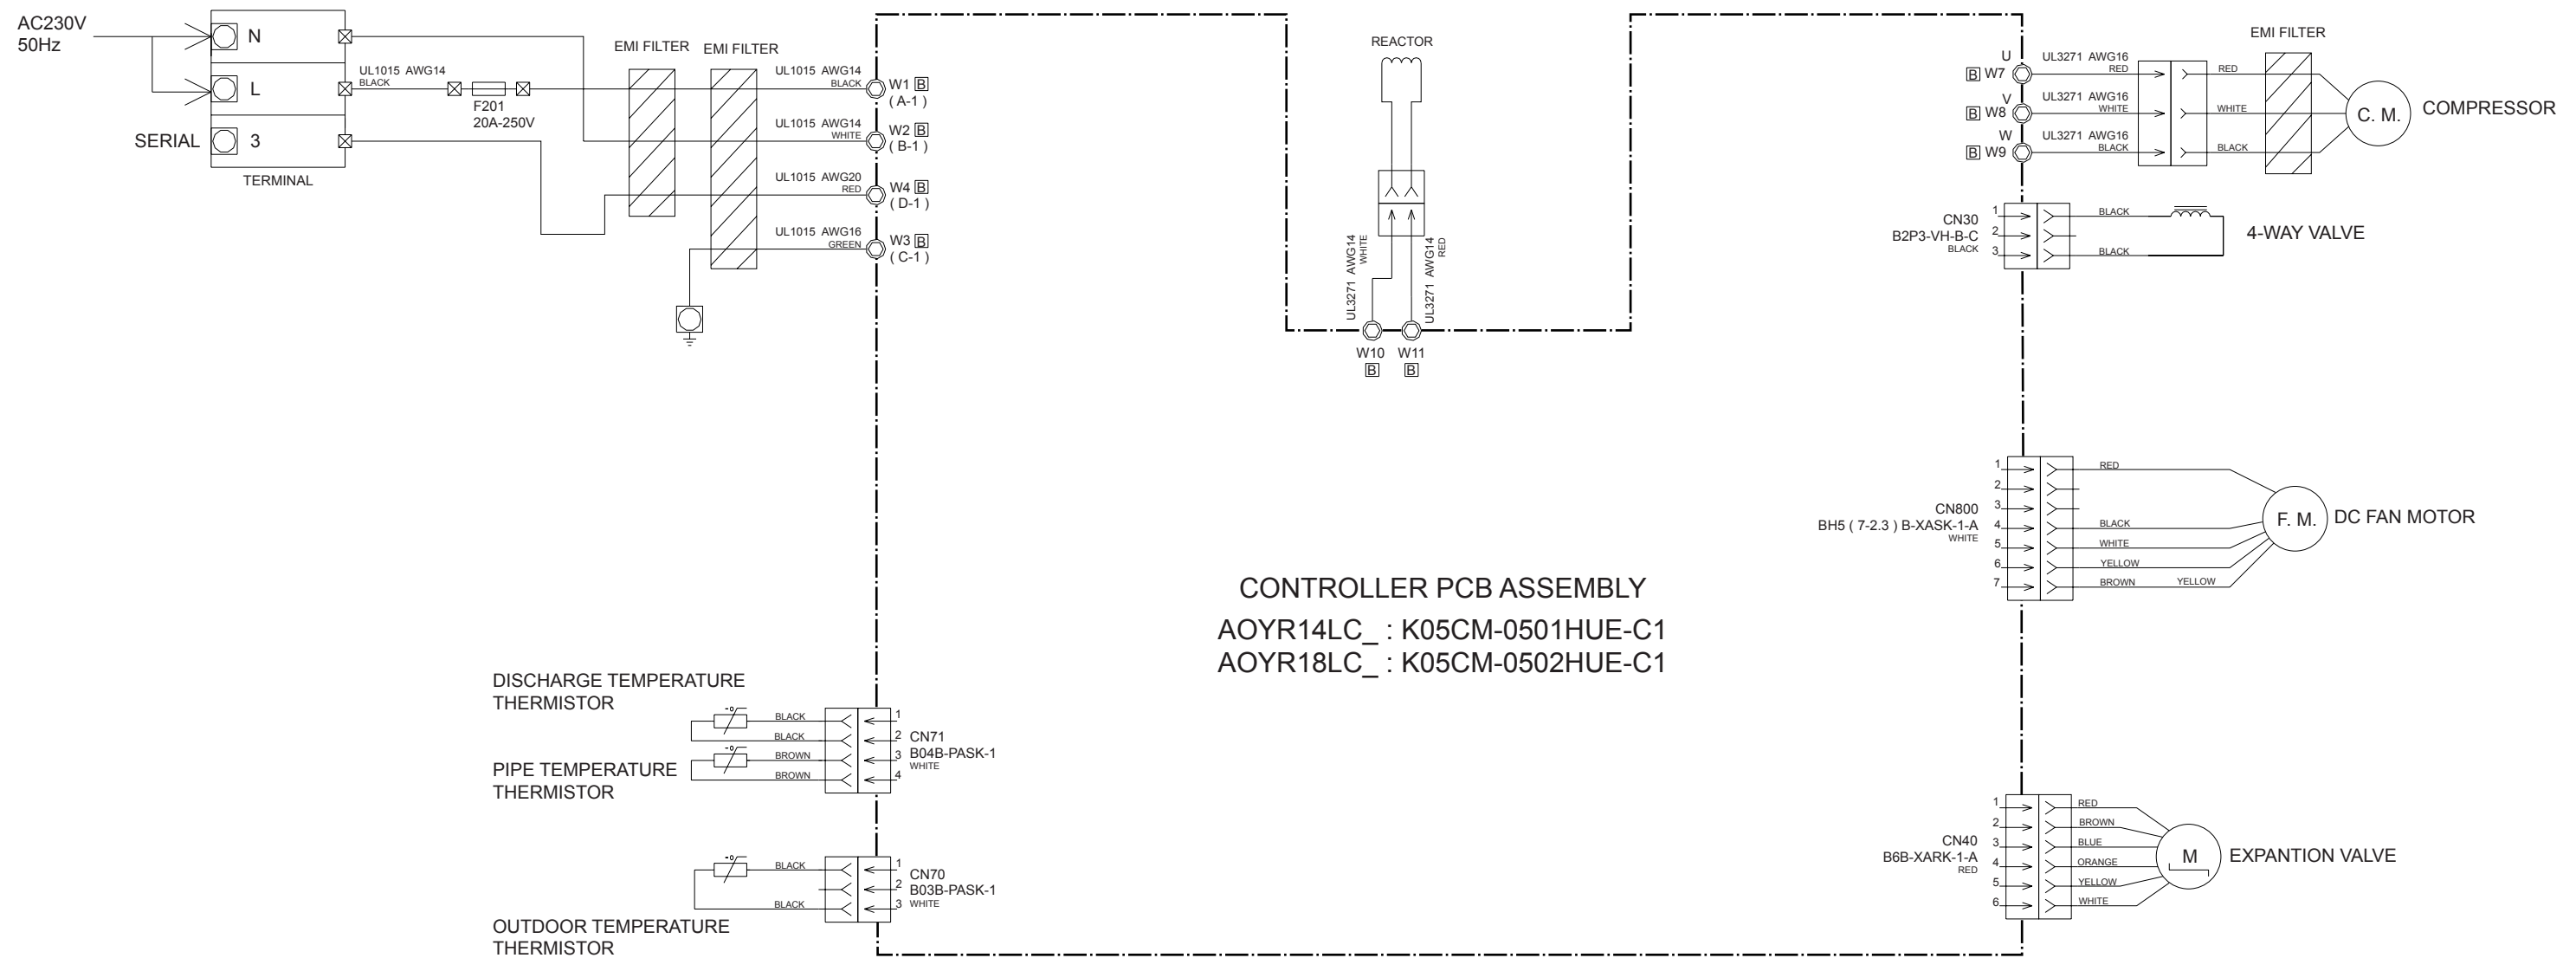 AC230V
50Hz
N
L
SERIAL
3
TERMINAL
UL1015 AWG14
BLACK
F201
20A-250V
EMI FILTER
EMI FILTER
UL1015 AWG14
BLACK
W1 B
( A-1 )
UL1015 AWG14
WHITE
W2 B
( B-1 )
UL1015 AWG20
RED
W4 B
( D-1 )
UL1015 AWG16
GREEN
W3 B
( C-1 )
REACTOR
UL3271 AWG14
WHITE
UL3271 AWG14
RED
W10
B
W11
B
EMI FILTER
U
B W7
UL3271 AWG16
RED
RED
V
B W8
UL3271 AWG16
WHITE
WHITE
W
B W9
UL3271 AWG16
BLACK
BLACK
C. M.
COMPRESSOR
CN30
B2P3-VH-B-C
BLACK
1
2
3
BLACK
BLACK
4-WAY VALVE
CN800
BH5 ( 7-2.3 ) B-XASK-1-A
WHITE
1
2
3
4
5
6
7
RED
BLACK
WHITE
YELLOW
BROWN YELLOW
F. M.
DC FAN MOTOR
CONTROLLER PCB ASSEMBLY
AOYR14LC_ : K05CM-0501HUE-C1
AOYR18LC_ : K05CM-0502HUE-C1
DISCHARGE TEMPERATURE
THERMISTOR
PIPE TEMPERATURE
THERMISTOR
-θ
-θ
BLACK
BLACK
BROWN
BROWN
1
2
3
4
CN71
B04B-PASK-1
WHITE
OUTDOOR TEMPERATURE
THERMISTOR
-θ
BLACK
BLACK
1
2
3
CN70
B03B-PASK-1
WHITE
CN40
B6B-XARK-1-A
RED
1
2
3
4
5
6
RED
BROWN
BLUE
ORANGE
YELLOW
WHITE
M
EXPANTION VALVE